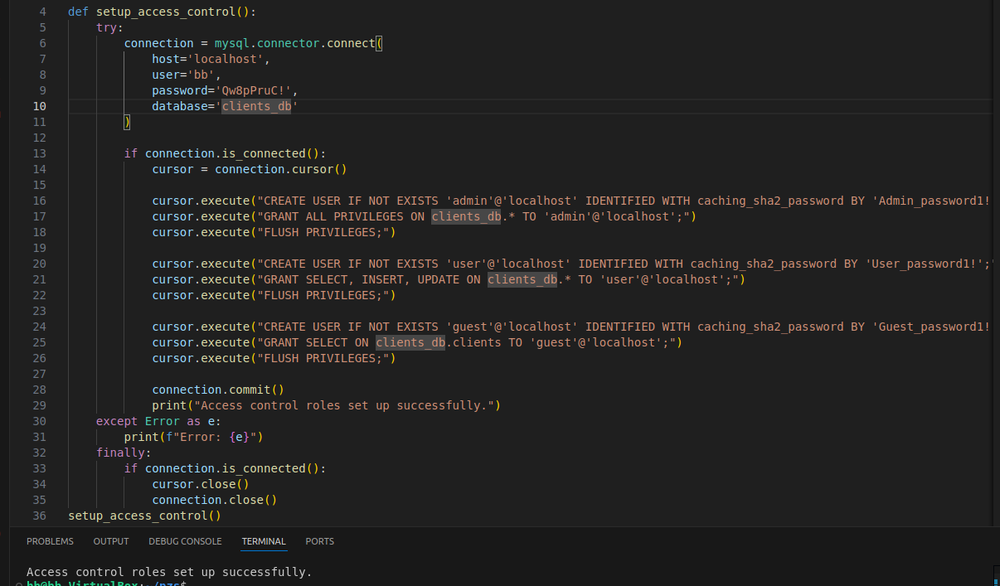 4 def setup_access_control():
5 try:
6 connection = mysql.connector.connect(
7 host='localhost',
8 user='bb',
9 password='Qw8pPruC!',
10 database='clients_db'
11 )
12
13 if connection.is_connected():
14 cursor = connection.cursor()
15
16 cursor.execute("CREATE USER IF NOT EXISTS 'admin'@'localhost' IDENTIFIED WITH caching_sha2_password BY 'Admin_password1!
17 cursor.execute("GRANT ALL PRIVILEGES ON clients_db.* TO 'admin'@'localhost';")
18 cursor.execute("FLUSH PRIVILEGES;")
19
20 cursor.execute("CREATE USER IF NOT EXISTS 'user'@'localhost' IDENTIFIED WITH caching_sha2_password BY 'User_password1!';"
21 cursor.execute("GRANT SELECT, INSERT, UPDATE ON clients_db.* TO 'user'@'localhost';")
22 cursor.execute("FLUSH PRIVILEGES;")
23
24 cursor.execute("CREATE USER IF NOT EXISTS 'guest'@'localhost' IDENTIFIED WITH caching_sha2_password BY 'Guest_password1!
25 cursor.execute("GRANT SELECT ON clients_db.clients TO 'guest'@'localhost';")
26 cursor.execute("FLUSH PRIVILEGES;")
27
28 connection.commit()
29 print("Access control roles set up successfully.")
30 except Error as e:
31 print(f"Error: {e}")
32 finally:
33 if connection.is_connected():
34 cursor.close()
35 connection.close()
36 setup_access_control()
PROBLEMS OUTPUT DEBUG CONSOLE TERMINAL PORTS
Access control roles set up successfully.
bb@bb-VirtualBox:~/pzs$